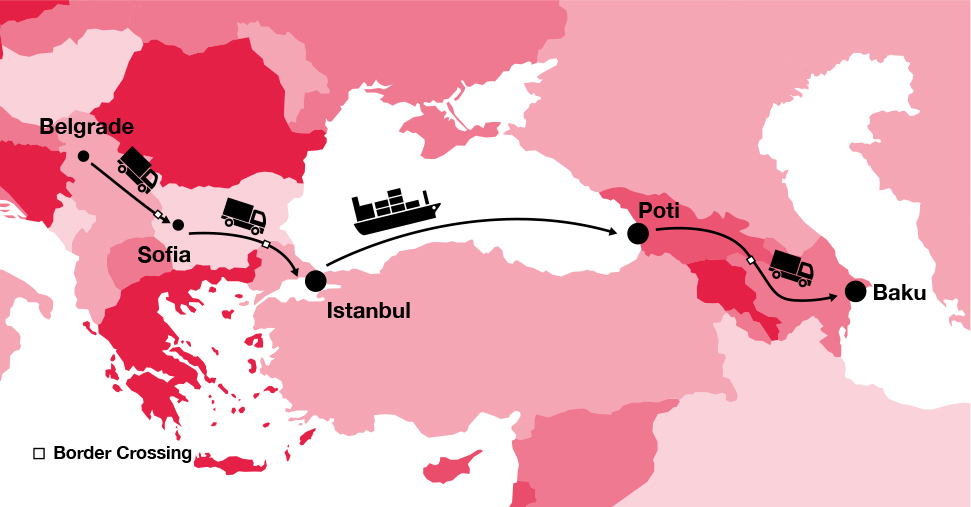 Belgrade
Sofia
Istanbul
Poti
Baku
Border Crossing